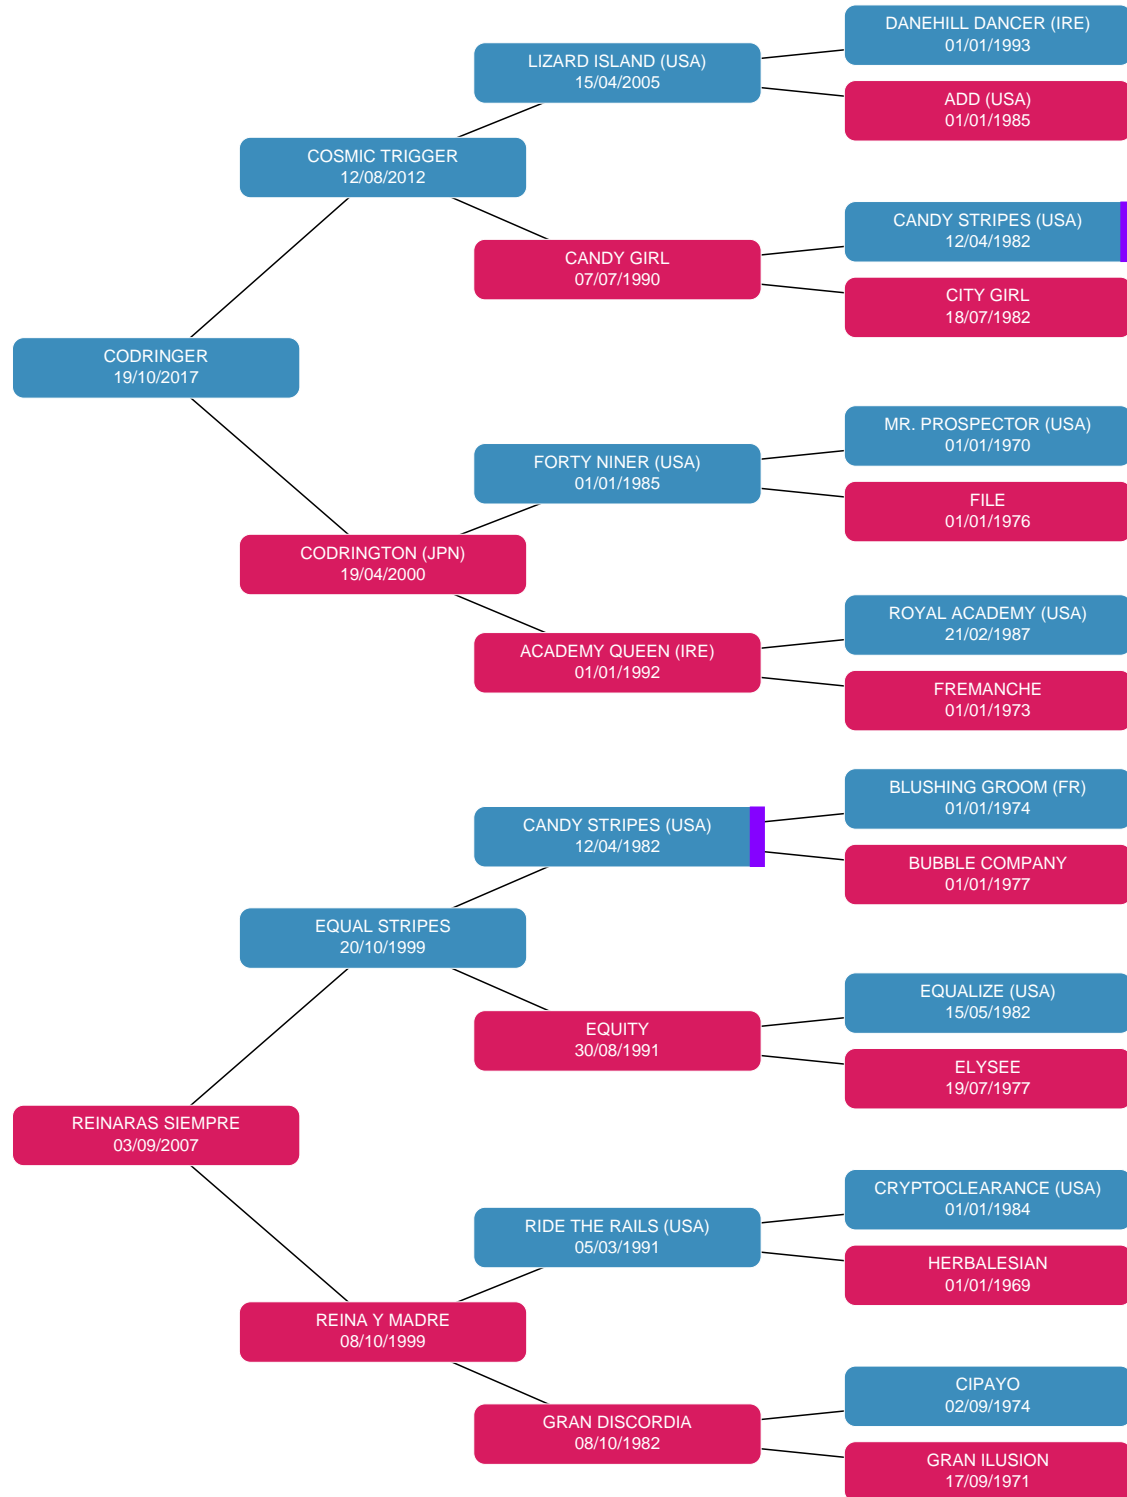 DANEHILL DANCER (IRE)
01/01/1993
LIZARD ISLAND (USA)
15/04/2005
ADD (USA)
01/01/1985
COSMIC TRIGGER
12/08/2012
CANDY STRIPES (USA)
12/04/1982
CANDY GIRL
07/07/1990
CITY GIRL
18/07/1982
CODRINGER
19/10/2017
MR. PROSPECTOR (USA)
01/01/1970
FORTY NINER (USA)
01/01/1985
FILE
01/01/1976
CODRINGTON (JPN)
19/04/2000
ROYAL ACADEMY (USA)
21/02/1987
ACADEMY QUEEN (IRE)
01/01/1992
FREMANCHE
01/01/1973
BLUSHING GROOM (FR)
01/01/1974
CANDY STRIPES (USA)
12/04/1982
BUBBLE COMPANY
01/01/1977
EQUAL STRIPES
20/10/1999
EQUALIZE (USA)
15/05/1982
EQUITY
30/08/1991
ELYSEE
19/07/1977
REINARAS SIEMPRE
03/09/2007
CRYPTOCLEARANCE (USA)
01/01/1984
RIDE THE RAILS (USA)
05/03/1991
HERBALESIAN
01/01/1969
REINA Y MADRE
08/10/1999
CIPAYO
02/09/1974
GRAN DISCORDIA
08/10/1982
GRAN ILUSION
17/09/1971